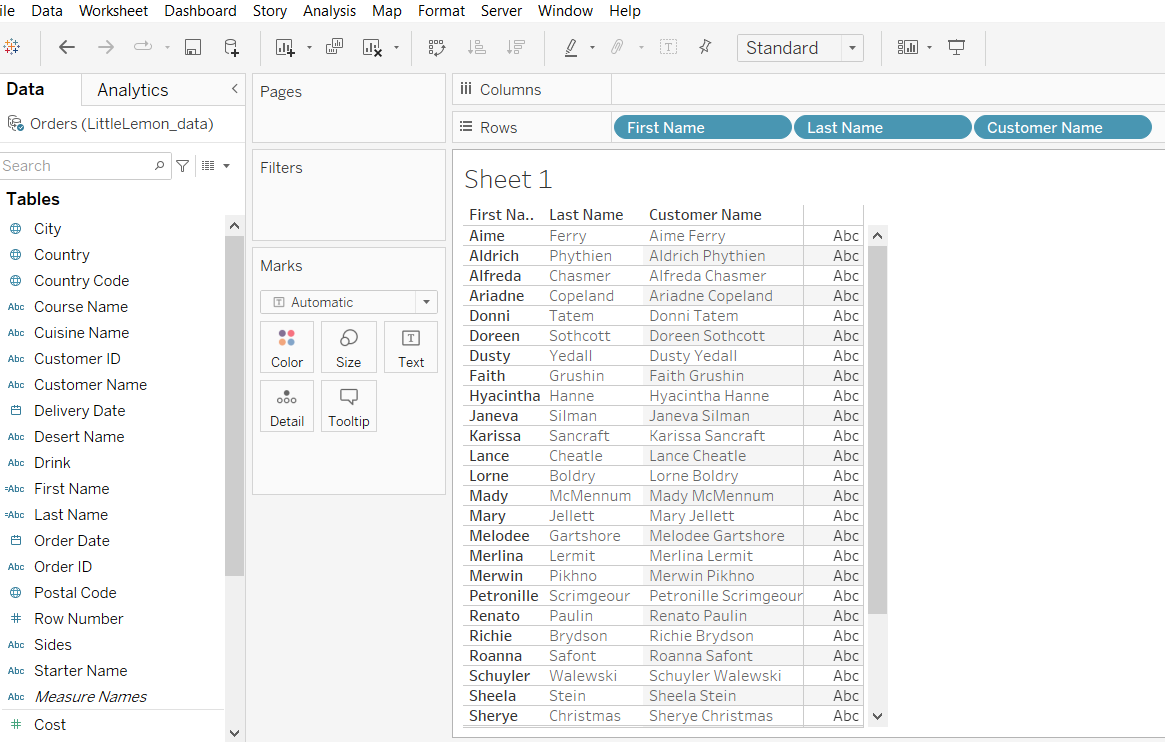 ile Data Worksheet Dashboard Story Analysis Map Format Server Window Help
Standard
Data Analytics
Pages
Columns
Orders (LittleLemon_data)
Rows First Name Last Name Customer Name
Search
Filters
Sheet 1
Tables
First Na.. Last Name Customer Name
City
Country
Country Code
Course Name
Cuisine Name
Customer ID
Customer Name
Delivery Date
Desert Name
Drink
First Name
Last Name
Order Date
Order ID
Postal Code
Row Number
Sides
Starter Name
Measure Names
Cost
Marks
Automatic
Color Size Text
Detail Tooltip
Aime Ferry Aime Ferry Abc
Aldrich Phythien Aldrich Phythien Abc
Alfreda Chasmer Alfreda Chasmer Abc
Ariadne Copeland Ariadne Copeland Abc
Donni Tatem Donni Tatem Abc
Doreen Sothcott Doreen Sothcott Abc
Dusty Yedall Dusty Yedall Abc
Faith Grushin Faith Grushin Abc
Hyacintha Hanne Hyacintha Hanne Abc
Janeva Silman Janeva Silman Abc
Karissa Sancraft Karissa Sancraft Abc
Lance Cheatle Lance Cheatle Abc
Lorne Boldry Lorne Boldry Abc
Mady McMennum Mady McMennum Abc
Mary Jellett Mary Jellett Abc
Melodee Gartshore Melodee Gartshore Abc
Merlina Lermit Merlina Lermit Abc
Merwin Pikhno Merwin Pikhno Abc
Petronille Scrimgeour Petronille Scrimgeour Abc
Renato Paulin Renato Paulin Abc
Richie Brydson Richie Brydson Abc
Roanna Safont Roanna Safont Abc
Schuyler Walewski Schuyler Walewski Abc
Sheela Stein Sheela Stein Abc
Sherye Christmas Sherye Christmas Abc